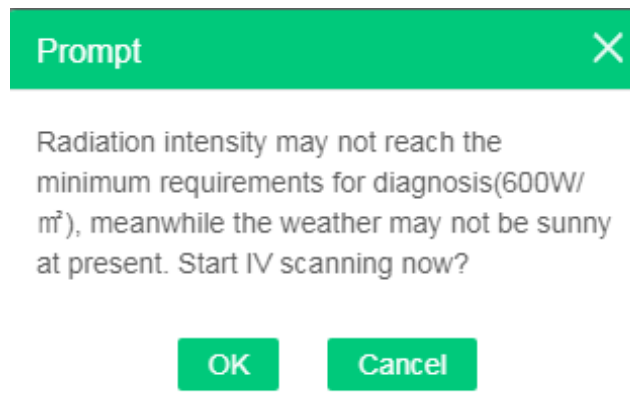 Prompt
Radiation intensity may not reach the
minimum requirements for diagnosis(600W/
㎡), meanwhile the weather may not be sunny
at present. Start IV scanning now?
OK
Cancel